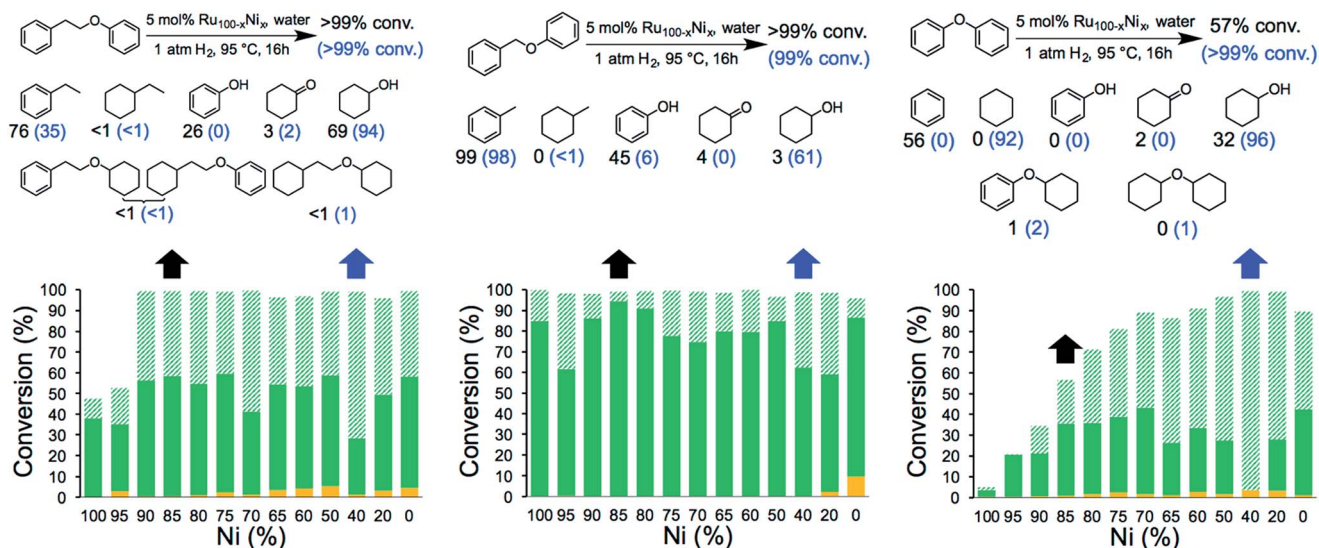 5 mol% Ru100-xNix, water
1 atm H2, 95 °C, 16h
>99% conv.
(>99% conv.)
OH
O
OH
76 (35)
<1 (<1)
26 (0)
3 (2)
69 (94)
O
O
O
<1 (<1)
<1 (1)
Conversion (%)
100
90
80
70
60
50
40
30
20
10
0
100 95 90 85 80 75 70 65 60 50 40 20 0
Ni (%)
O
5 mol% Ru100-xNix, water
1 atm H2, 95 °C, 16h
>99% conv.
(99% conv.)
OH
O
OH
99 (98)
0 (<1)
45 (6)
4 (0)
3 (61)
Conversion (%)
100
90
80
70
60
50
40
30
20
10
0
100 95 90 85 80 75 70 65 60 50 40 20 0
Ni (%)
O
5 mol% Ru100-xNix, water
1 atm H2, 95 °C, 16h
57% conv.
(>99% conv.)
OH
O
OH
56 (0)
0 (92)
0 (0)
2 (0)
32 (96)
O
O
1 (2)
0 (1)
Conversion (%)
100
90
80
70
60
50
40
30
20
10
0
100 95 90 85 80 75 70 65 60 50 40 20 0
Ni (%)